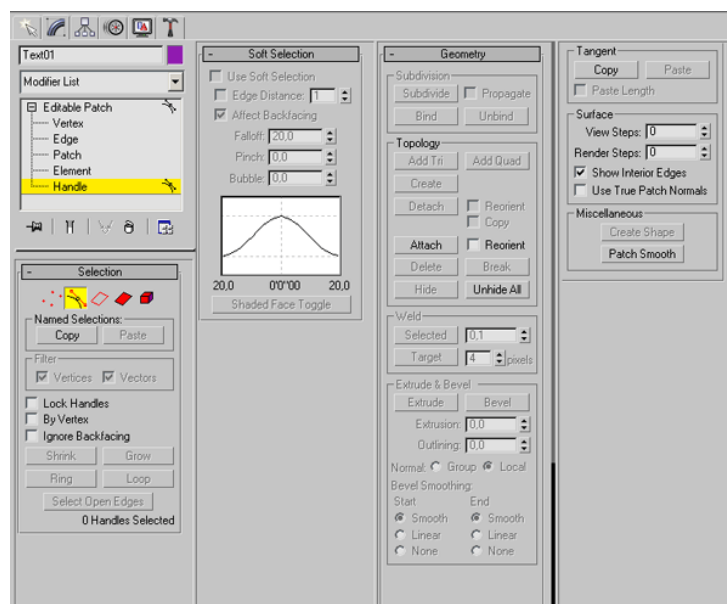 Text01
Modifier List
Editable Patch
Vertex
Edge
Patch
Element
Handle
Selection
Named Selections:
Copy Paste
Filter
Vertices Vectors
Lock Handles
By Vertex
Ignore Backfacing
Shrink Grow
Ring Loop
Select Open Edges
0 Handles Selected
Soft Selection
Use Soft Selection
Edge Distance: 1
Affect Backfacing
Falloff: 20,0
Pinch: 0,0
Bubble: 0,0
20,0 0'0''00 20,0
Shaded Face Toggle
Geometry
Subdivision
Subdivide Propagate
Bind Unbind
Topology
Add Tri Add Quad
Create
Detach Reorient
Copy
Attach Reorient
Delete Break
Hide Unhide All
Weld
Selected 0,1
Target 4 pixels
Extrude & Bevel
Extrude Bevel
Extrusion: 0,0
Outlining: 0,0
Normal: Group Local
Bevel Smoothing:
Start End
Smooth Smooth
Linear Linear
None None
Tangent
Copy Paste
Paste Length
Surface
View Steps: 0
Render Steps: 0
Show Interior Edges
Use True Patch Normals
Miscellaneous
Create Shape
Patch Smooth